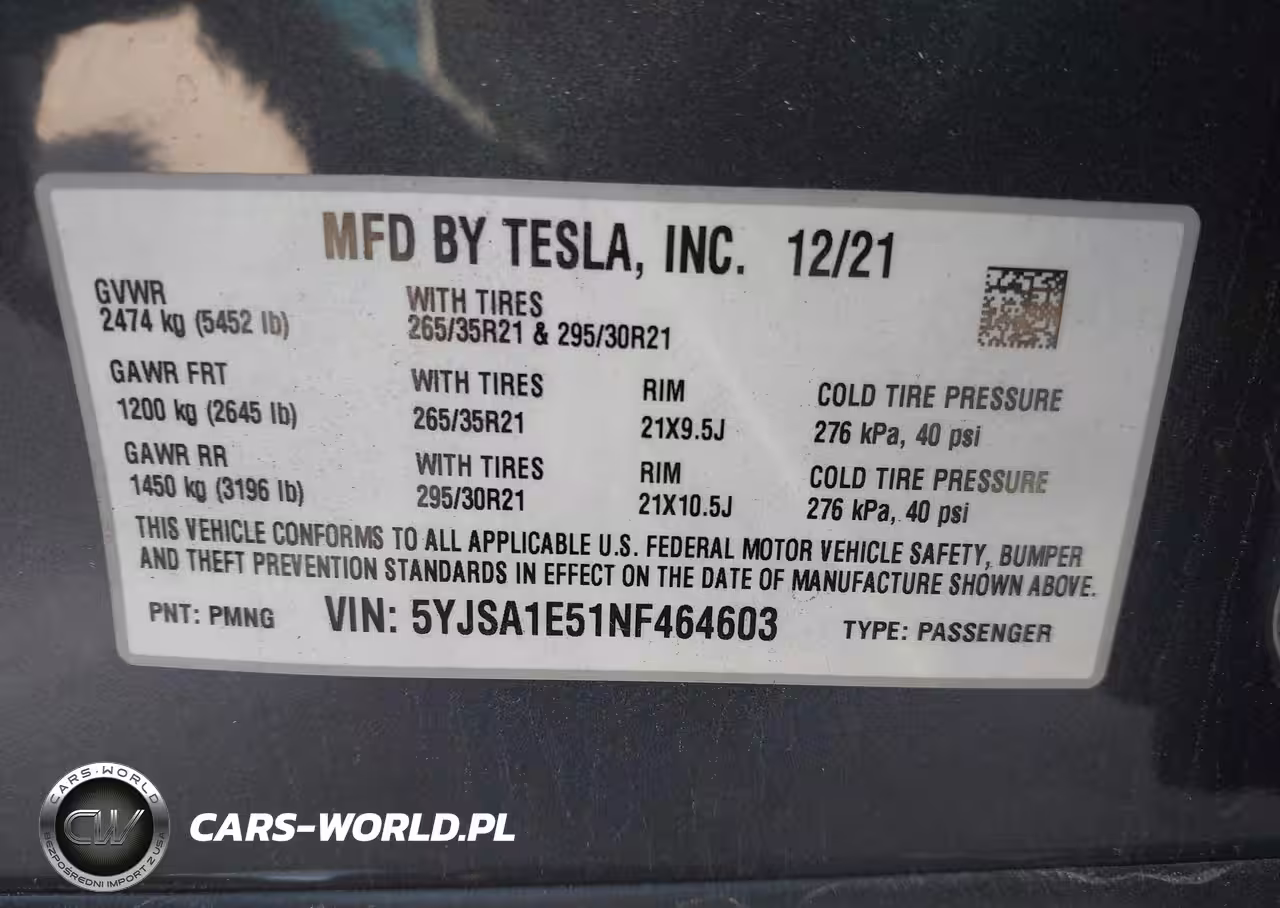 MFD BY TESLA, INC. 12/21
GVWR
2474 kg (5452 lb)
WITH TIRES
265/35R21 & 295/30R21
GAWR FRT
1200 kg (2645 lb)
WITH TIRES
265/35R21
RIM
21X9.5J
COLD TIRE PRESSURE
276 kPa, 40 psi
GAWR RR
1450 kg (3196 lb)
WITH TIRES
295/30R21
RIM
21X10.5J
COLD TIRE PRESSURE
276 kPa, 40 psi
THIS VEHICLE CONFORMS TO ALL APPLICABLE U.S. FEDERAL MOTOR VEHICLE SAFETY, BUMPER
AND THEFT PREVENTION STANDARDS IN EFFECT ON THE DATE OF MANUFACTURE SHOWN ABOVE.
PNT: PMNG VIN: 5YJSA1E51NF464603 TYPE: PASSENGER
CARS-WORLD
CW
BEZPOŚREDNI IMPORT Z USA
CARS-WORLD.PL